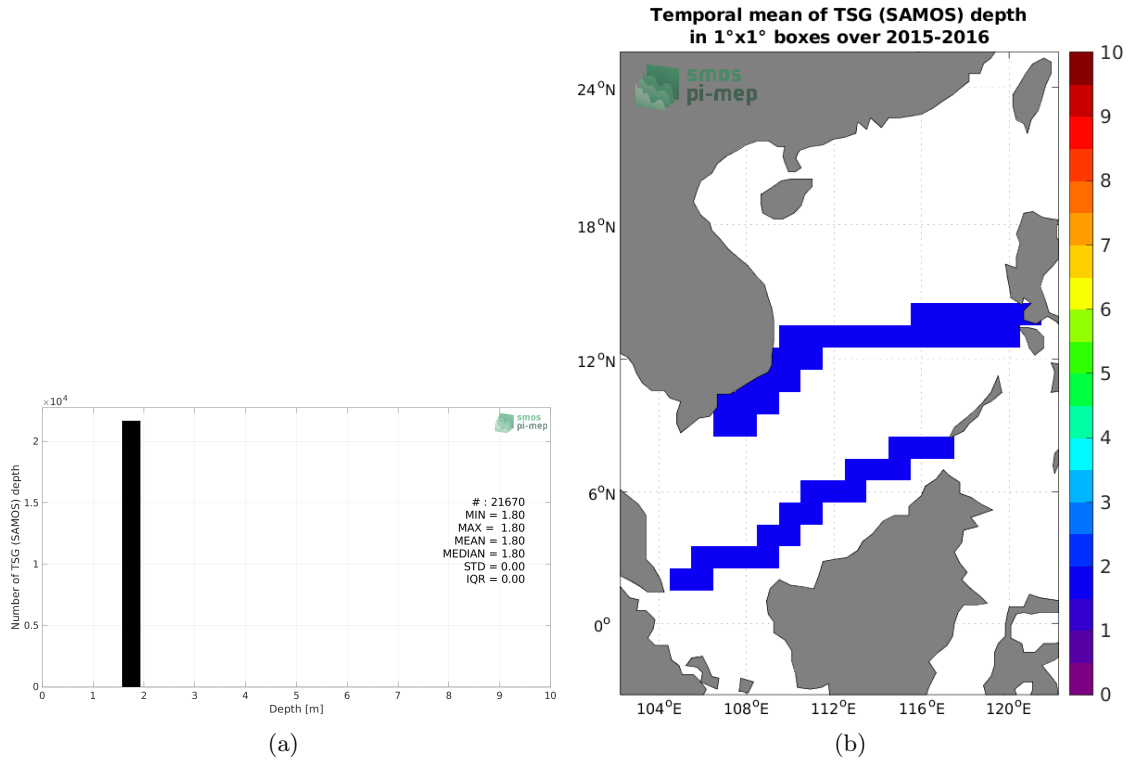 ×10⁴
2
1.5
1
0.5
0
Number of TSG (SAMOS) depth
smos
pi-mep
# : 21670
MIN = 1.80
MAX = 1.80
MEAN = 1.80
MEDIAN = 1.80
STD = 0.00
IQR = 0.00
0 1 2 3 4 5 6 7 8 9 10
Depth [m]
(a)
Temporal mean of TSG (SAMOS) depth
in 1°x1° boxes over 2015-2016
smos
pi-mep
24°N
18°N
12°N
6°N
0°
104°E 108°E 112°E 116°E 120°E
10
9
8
7
6
5
4
3
2
1
0
(b)